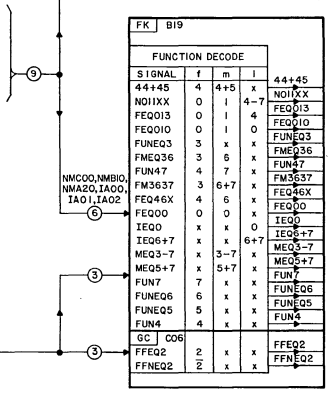 FK B19
FUNCTION DECODE
SIGNAL f m i
44+45 4 4+5 x 44+45
NO11XX 0 1 4-7 NO11XX
FEQ013 0 1 4 FEQ013
FEQ010 0 1 0 FEQ010
FUNEQ3 3 x x FUNEQ3
FMEQ36 3 6 x FMEQ36
FUN47 4 7 x FUN47
FM3637 3 6+7 x FM3637
FEQ46X 4 6 x FEQ46X
FEQ00 0 0 x FEQ00
IEQ0 x x 0 IEQ0
IEQ6+7 x x 6+7 IEQ6+7
MEQ3-7 x 3-7 x MEQ3-7
MEQ5+7 x 5+7 x MEQ5+7
FUN7 7 x x FUN7
FUNEQ6 6 x x FUNEQ6
FUNEQ5 5 x x FUNEQ5
FUN4 4 x x FUN4
GC C06
FFEQ2 2 x x FFEQ2
FFNEQ2 2̅ x x FFNEQ2
9
NMC00, NMB10,
NMA20, IA00,
IA01, IA02
6
3
3